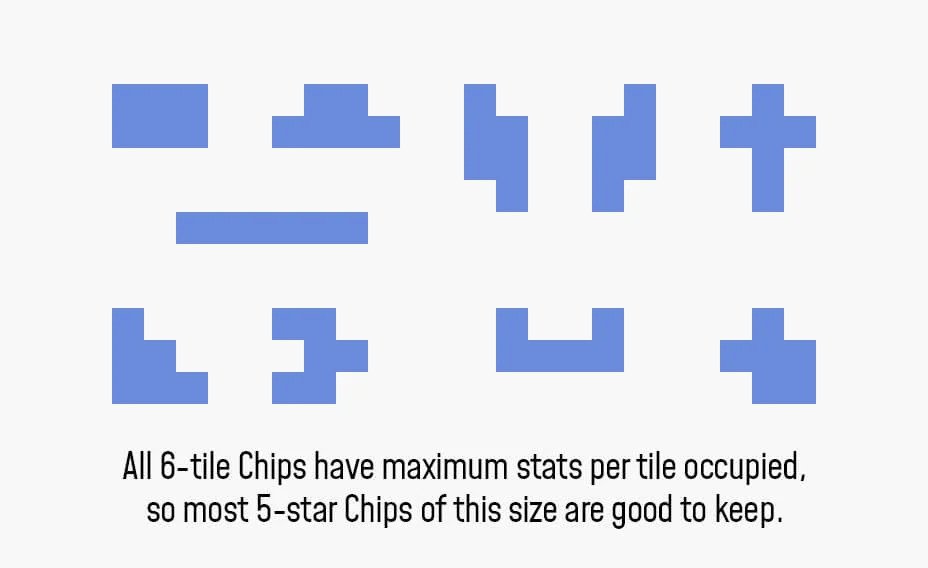 All 6-tile Chips have maximum stats per tile occupied,
so most 5-star Chips of this size are good to keep.